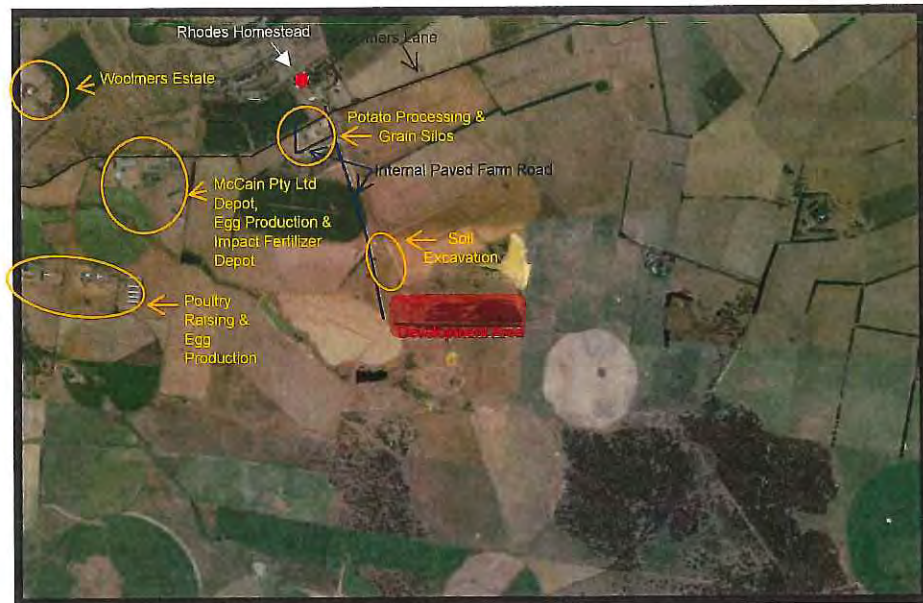 Rhodes Homestead
Woolmers Lane
Woolmers Estate
Potato Processing &
Grain Silos
Internal Paved Farm Road
McCain Pty Ltd
Depot,
Egg Production &
Impact Fertilizer
Depot
Soil
Excavation
Poultry
Raising &
Egg
Production
Development Area